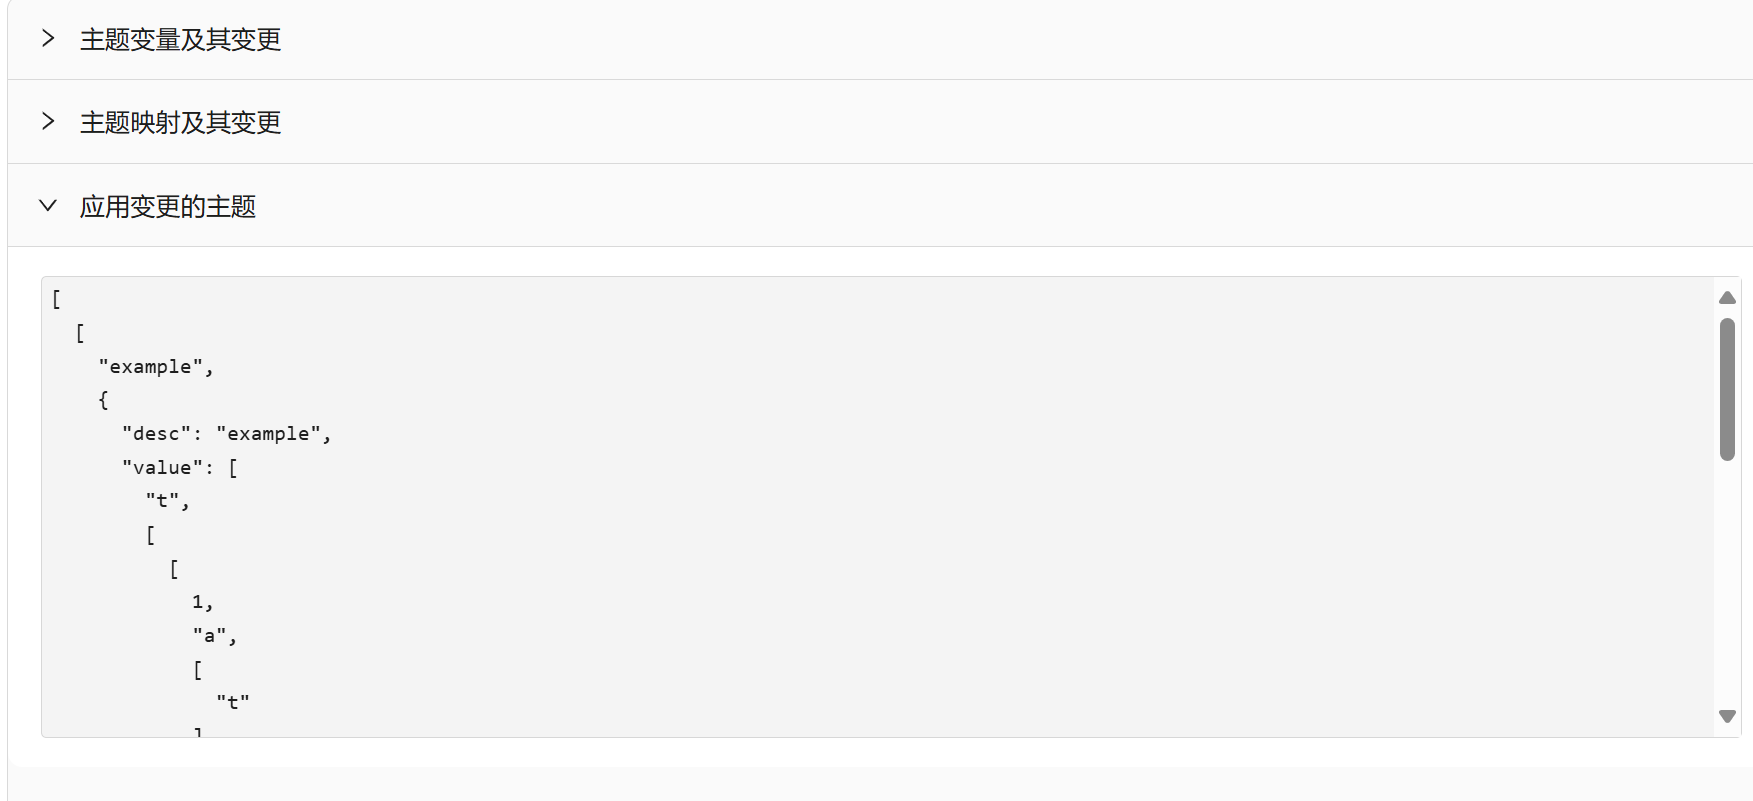 主题变量及其变更
主题映射及其变更
应用变更的主题
[
  [
    "example",
    {
      "desc": "example",
      "value": [
        "t",
        [
          [
            1,
            "a",
            [
              "t"
            ]